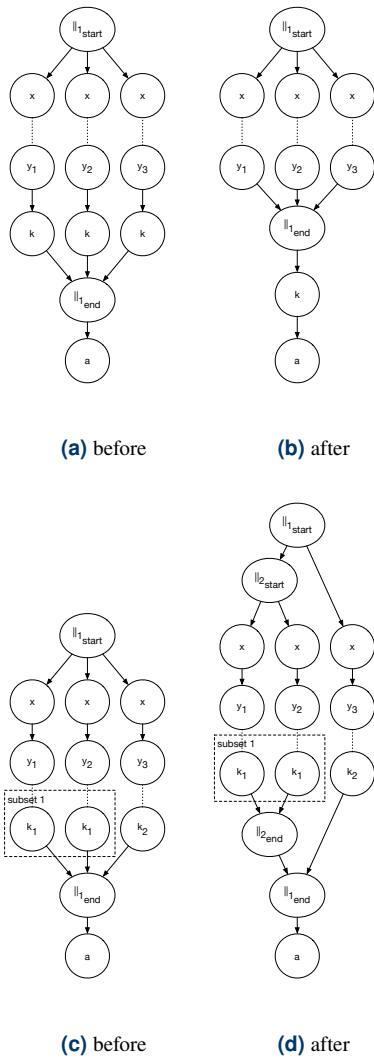 ||1start ||1start
x x x x x x
y1 y2 y3 y1 y2 y3
k k k ||1end
||1end k
a a
(a) before (b) after
||1start
||2start
||1start
x x x
x x x
y1 y2 y3
y1 y2 y3
subset 1
k1 k1 k2
subset 1
k1 k1 k2
||2end
||1end ||1end
a a
(c) before (d) after